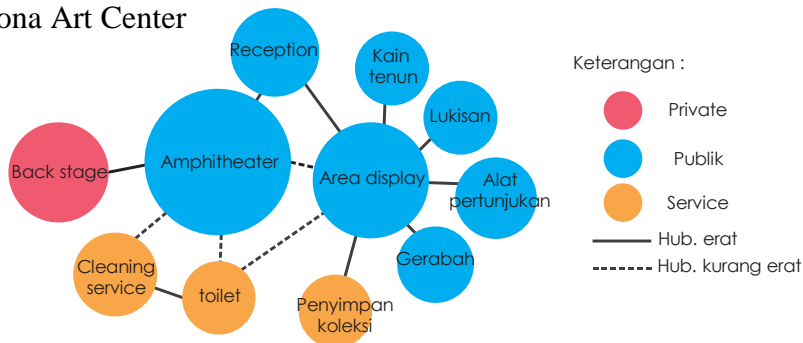 ona Art Center
Reception
Kain
tenun
Lukisan
Back stage
Amphitheater
Area display
Alat
pertunjukan
Gerabah
Cleaning
service
toilet
Penyimpan
koleksi
Keterangan :
Private
Publik
Service
Hub. erat
Hub. kurang erat